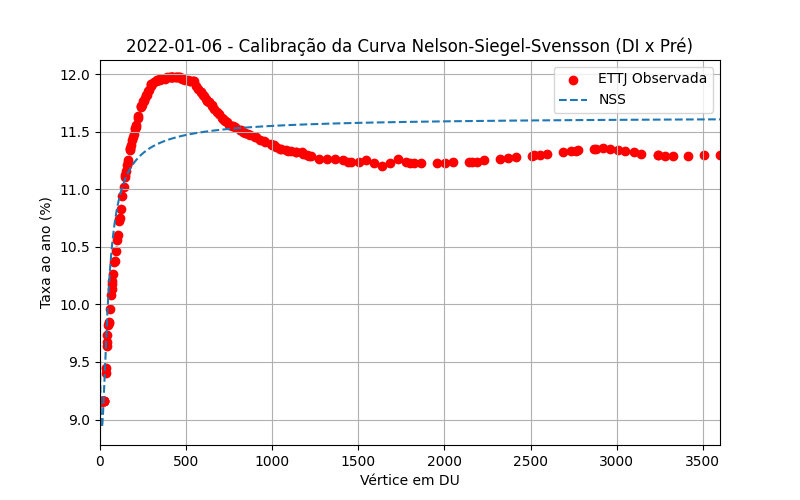 2022-01-06 - Calibração da Curva Nelson-Siegel-Svensson (DI x Pré)
ETTJ Observada
NSS
Taxa ao ano (%)
12.0
11.5
11.0
10.5
10.0
9.5
9.0
0 500 1000 1500 2000 2500 3000 3500
Vértice em DU